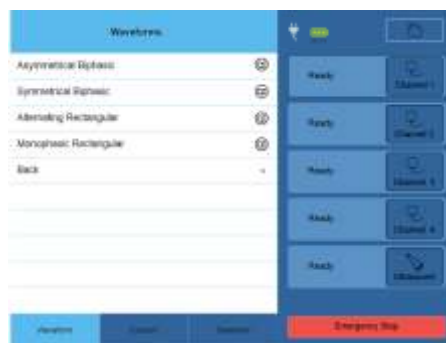 Waveforms
Asymmetrical Biphasic
Symmetrical Biphasic
Alternating Rectangular
Monophasic Rectangular
Back
Ready
Channel 1
Ready
Channel 2
Ready
Channel 3
Ready
Channel 4
Ready
Ultrasound
Waveform
Emergency Stop